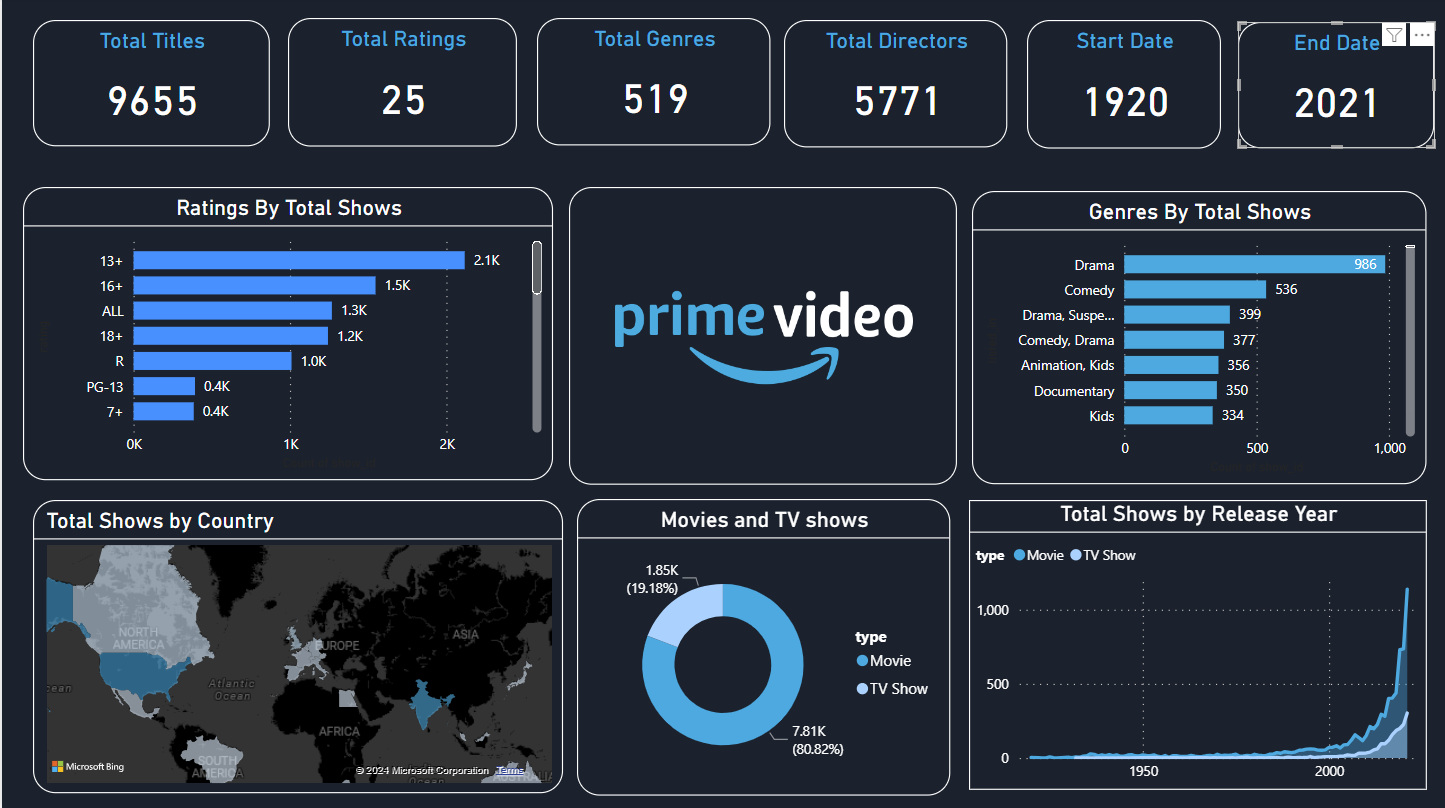 Total Titles
9655
Total Ratings
25
Total Genres
519
Total Directors
5771
Start Date
1920
End Date
2021
Ratings By Total Shows
13+ 2.1K
16+ 1.5K
ALL 1.3K
18+ 1.2K
R 1.0K
PG-13 0.4K
7+ 0.4K
0K 1K 2K
prime video
Genres By Total Shows
Drama 986
Comedy 536
Drama, Suspe... 399
Comedy, Drama 377
Animation, Kids 356
Documentary 350
Kids 334
0 500 1,000
Total Shows by Country
NORTH
AMERICA
EUROPE
ASIA
cean
Atlantic
Ocean
AFRICA
SOUTH
AMERICA
AUSTRALIA
Microsoft Bing
© 2024 Microsoft Corporation Terms
Movies and TV shows
1.85K
(19.18%)
type
Movie
TV Show
7.81K
(80.82%)
Total Shows by Release Year
type Movie TV Show
1,000
500
0
1950 2000